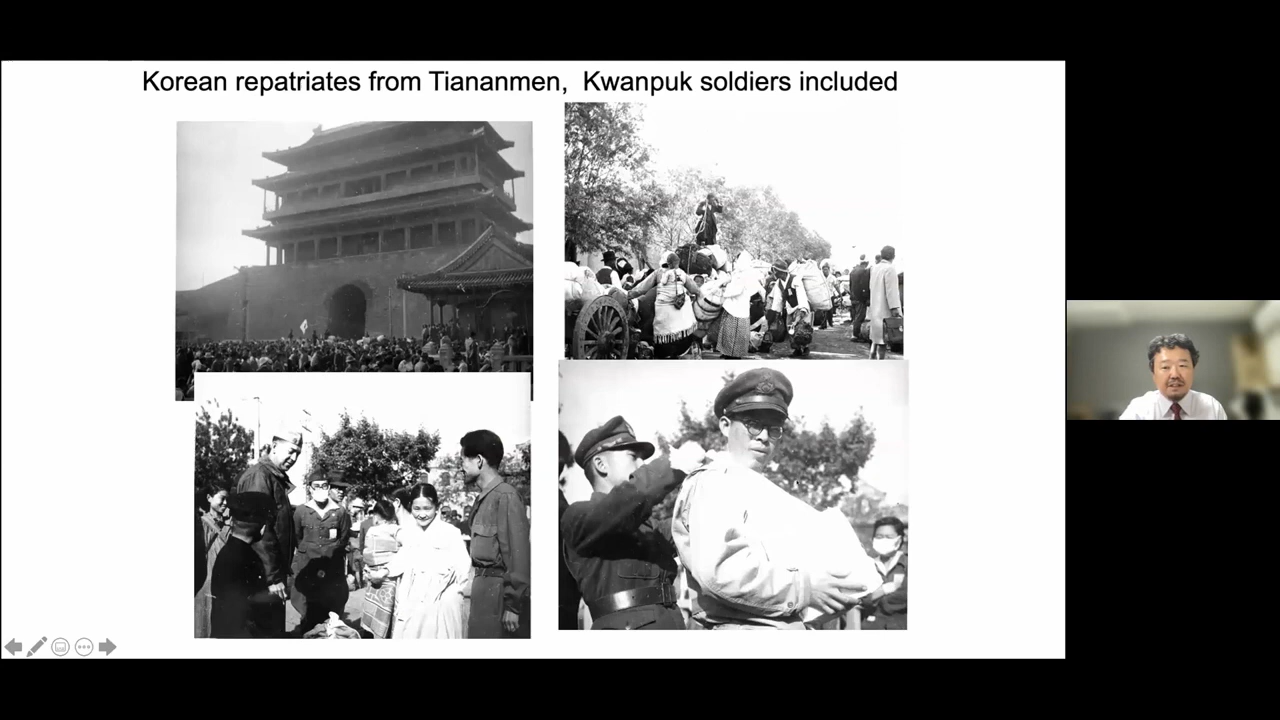 Korean repatriates from Tiananmen,  Kwanpuk soldiers included